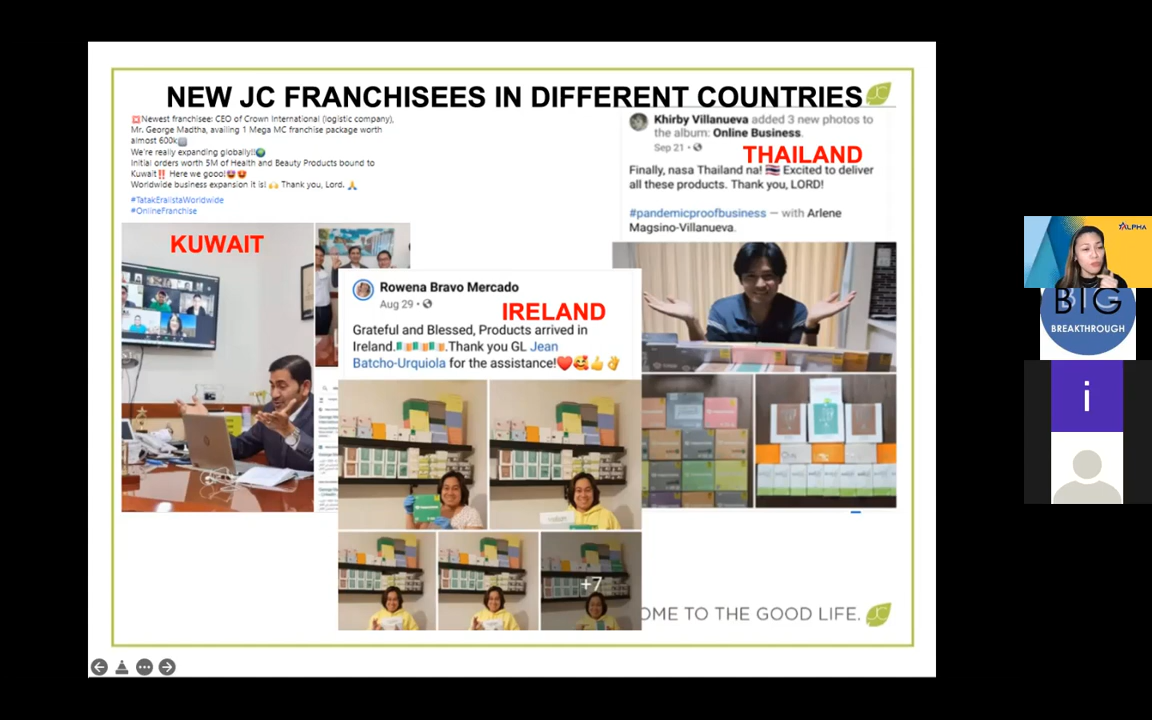 NEW JC FRANCHISEES IN DIFFERENT COUNTRIES
JC
💢Newest franchisee: CEO of Crown International (logistic company),
Mr. George Madtha, availing 1 Mega MC franchise package worth
almost 600k
We're really expanding globally!!🌍
Initial orders worth 5M of Health and Beauty Products bound to
Kuwait‼️ Here we gooo!
Worldwide business expansion it is! 🙌 Thank you, Lord. 🙏
#TatakEralistaWorldwide
#OnlineFranchise
KUWAIT
Rowena Bravo Mercado
Aug 29 •
IRELAND
Grateful and Blessed, Products arrived in
Ireland.🇮🇪🇮🇪🇮🇪.Thank you GL Jean
Batcho-Urquiola for the assistance!❤️🥰👍👌
+7
Khirby Villanueva added 3 new photos to
the album: Online Business.
Sep 21 •
THAILAND
Finally, nasa Thailand na! 🇹🇭 Excited to deliver
all these products. Thank you, LORD!
#pandemicproofbusiness — with Arlene
Magsino-Villanueva.
OME TO THE GOOD LIFE.
JC
ALPHA
BTG
BREAKTHROUGH
i